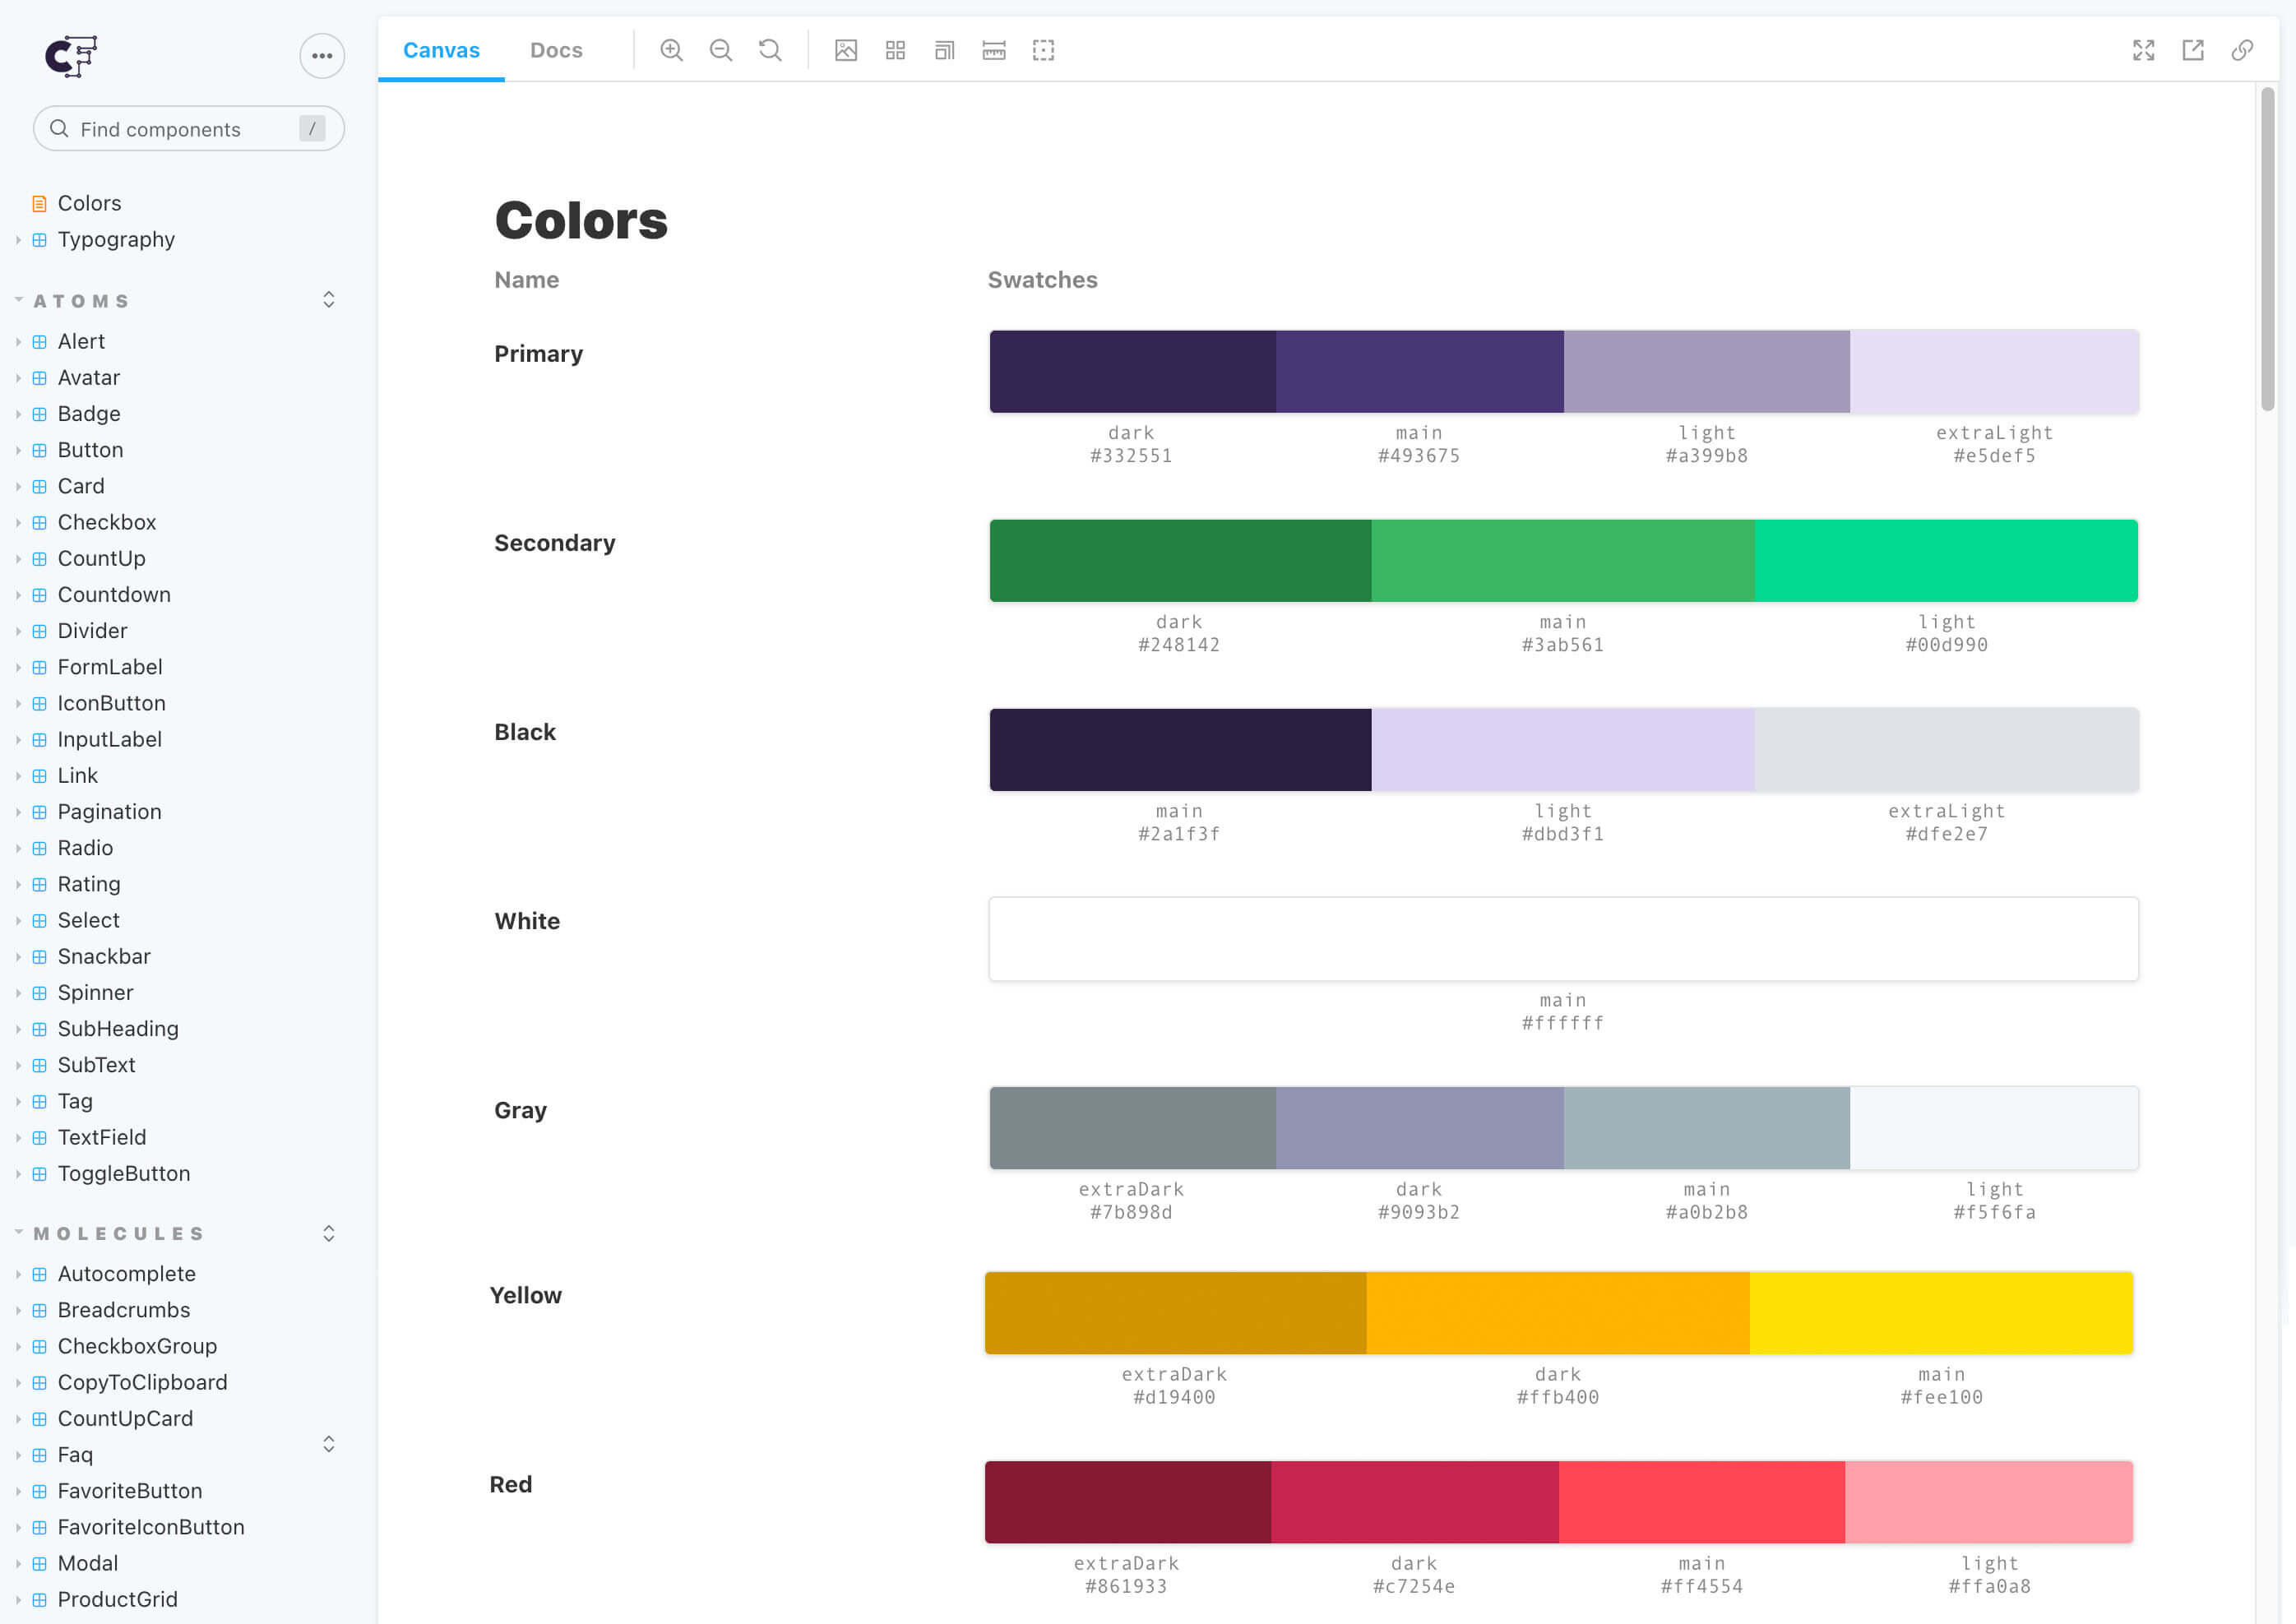 Find components /
Colors
Typography
ATOMS
Alert
Avatar
Badge
Button
Card
Checkbox
CountUp
Countdown
Divider
FormLabel
IconButton
InputLabel
Link
Pagination
Radio
Rating
Select
Snackbar
Spinner
SubHeading
SubText
Tag
TextField
ToggleButton
MOLECULES
Autocomplete
Breadcrumbs
CheckboxGroup
CopyToClipboard
CountUpCard
Faq
FavoriteButton
FavoriteIconButton
Modal
ProductGrid
Canvas Docs
Colors
Name Swatches
Primary
dark main light extraLight
#332551 #493675 #a399b8 #e5def5
Secondary
dark main light
#248142 #3ab561 #00d990
Black
main light extraLight
#2a1f3f #dbd3f1 #dfe2e7
White
main
#ffffff
Gray
extraDark dark main light
#7b898d #9093b2 #a0b2b8 #f5f6fa
Yellow
extraDark dark main
#d19400 #ffb400 #fee100
Red
extraDark dark main light
#861933 #c7254e #ff4554 #ffa0a8